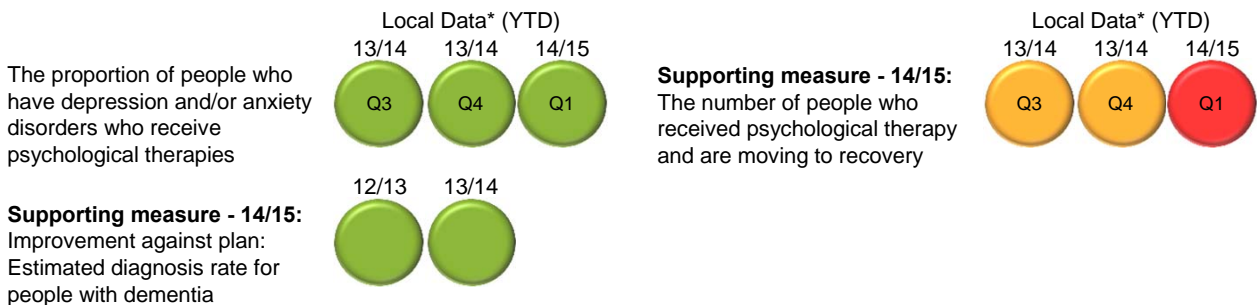 Local Data* (YTD)
13/14 13/14 14/15
The proportion of people who
have depression and/or anxiety
disorders who receive
psychological therapies
Q3 Q4 Q1
Local Data* (YTD)
13/14 13/14 14/15
Supporting measure - 14/15:
The number of people who
received psychological therapy
and are moving to recovery
Q3 Q4 Q1
12/13 13/14
Supporting measure - 14/15:
Improvement against plan:
Estimated diagnosis rate for
people with dementia